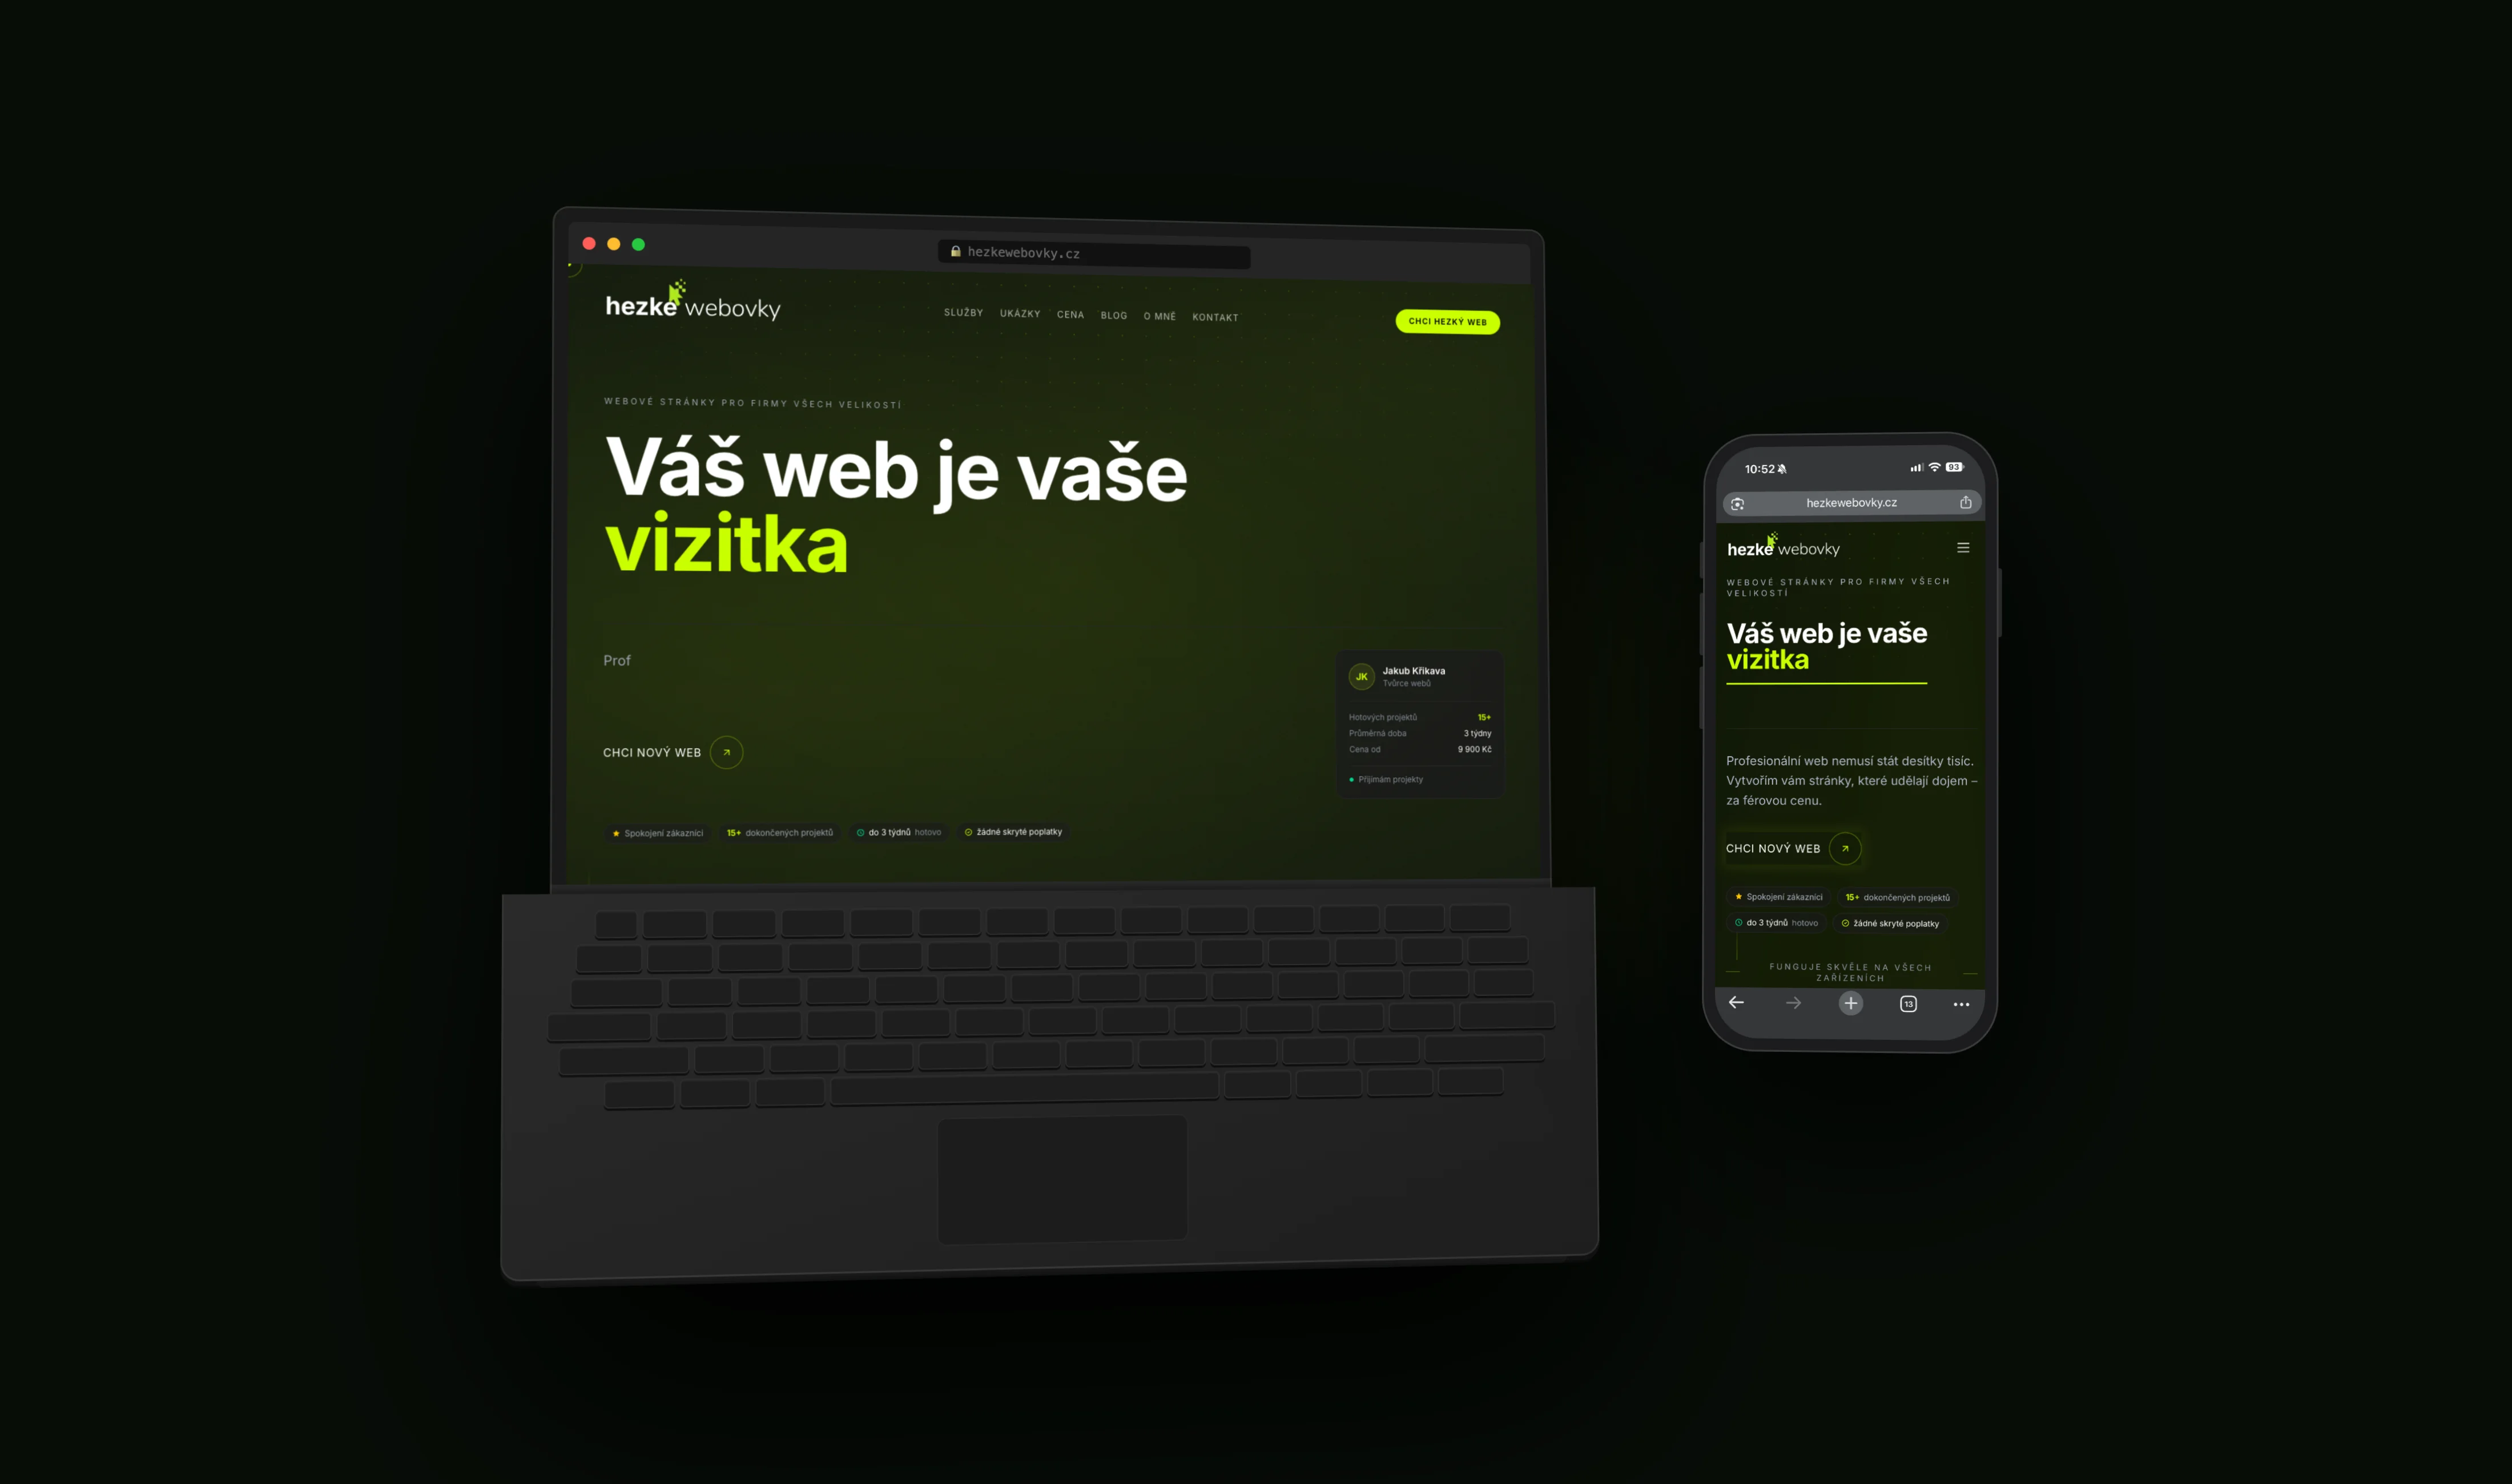 hezkewebovky.cz
hezke webovky
SLUŽBY UKÁZKY CENA BLOG O MNĚ KONTAKT
CHCI HEZKÝ WEB
WEBOVÉ STRÁNKY PRO FIRMY VŠECH VELIKOSTÍ
Váš web je vaše
vizitka
Prof
CHCI NOVÝ WEB
JK
Jakub Křikava
Tvůrce webů
Hotových projektů 15+
Průměrná doba 3 týdny
Cena od 9 900 Kč
Přijímám projekty
Spokojení zákazníci 15+ dokončených projektů do 3 týdnů hotovo žádné skryté poplatky
10:52 93
hezkewebovky.cz
hezke webovky
WEBOVÉ STRÁNKY PRO FIRMY VŠECH
VELIKOSTÍ
Váš web je vaše
vizitka
Profesionální web nemusí stát desítky tisíc.
Vytvořím vám stránky, které udělají dojem –
za férovou cenu.
CHCI NOVÝ WEB
Spokojení zákazníci 15+ dokončených projektů
do 3 týdnů hotovo žádné skryté poplatky
FUNGUJE SKVĚLE NA VŠECH
ZAŘÍZENÍCH
13